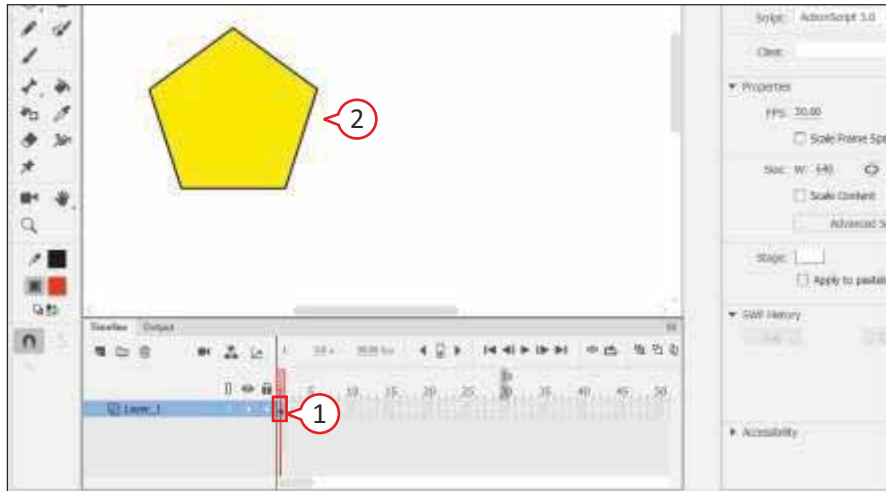 Script: ActionScript 3.0
Class:
Properties
FPS: 30.00
Scale Frame Spa
Size: W: 640
Scale Content
Advanced Se
Stage:
Apply to pasteb
SWF History
Accessibility
2
Timeline Output
5 10 15 20 25 30 35 40 45 50
Layer_1
1